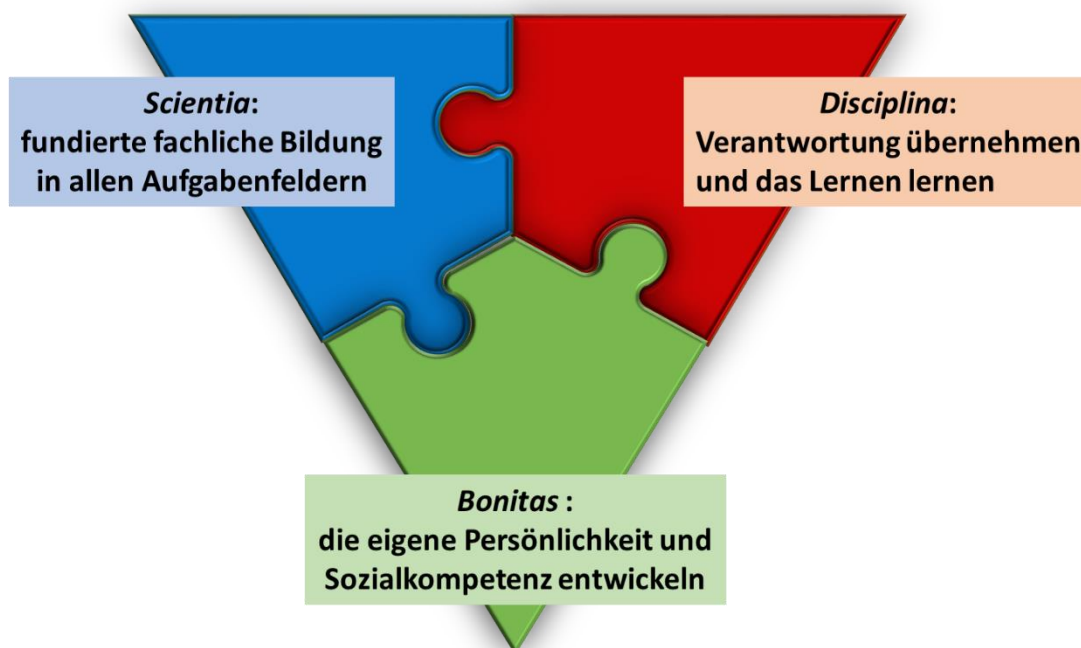 Scientia:
fundierte fachliche Bildung
in allen Aufgabenfeldern
Disciplina:
Verantwortung übernehmen
und das Lernen lernen
Bonitas :
die eigene Persönlichkeit und
Sozialkompetenz entwickeln